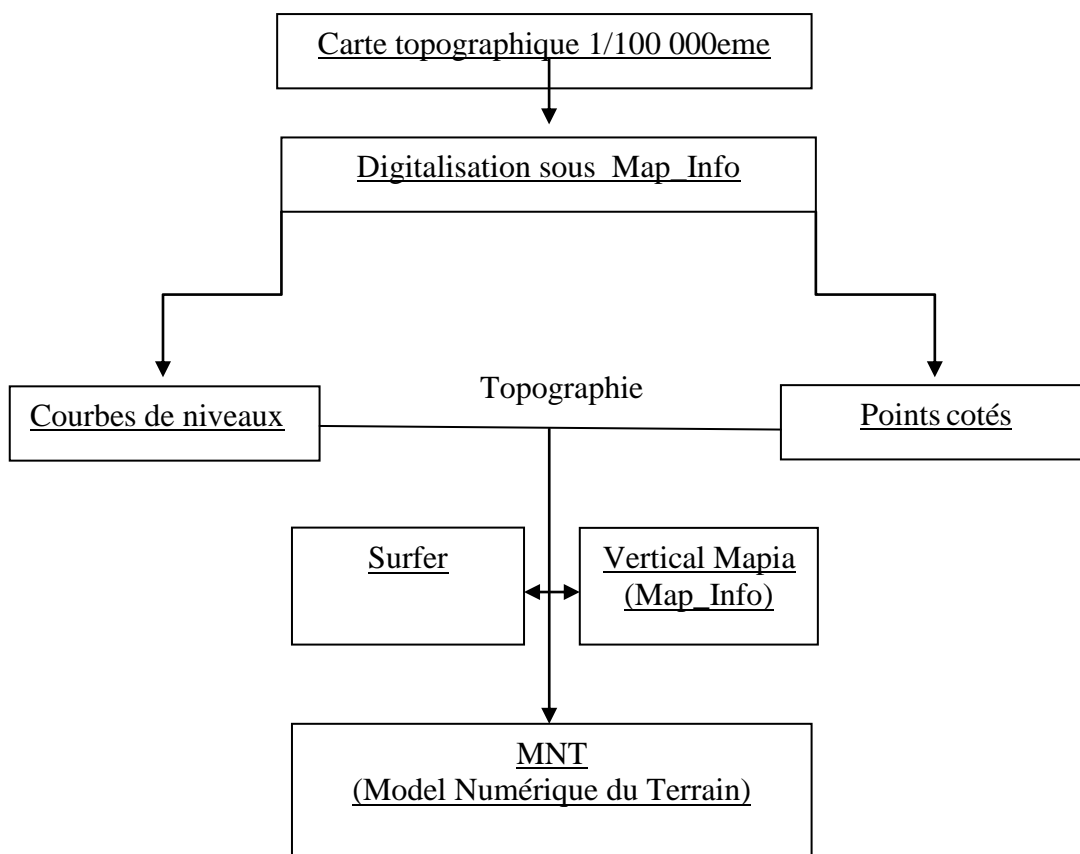 Carte topographique 1/100 000eme
Digitalisation sous Map_Info
Topographie
Courbes de niveaux
Points cotés
Surfer
Vertical Mapia
(Map_Info)
MNT
(Model Numérique du Terrain)